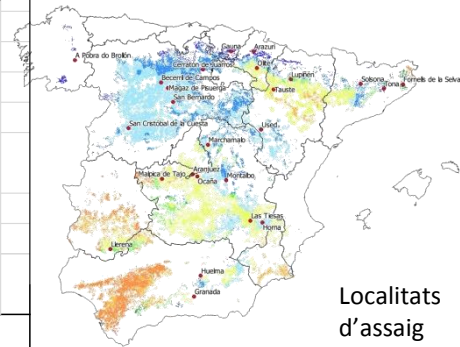 Gauna
Arazuri
A Pobra do Brollón
Cerratón de Juarros
Olite
Lupiñén
Solsona
Fornells de la Selva
Becerril de Campos
Tona
Magaz de Pisuerga
Tauste
San Bernardo
San Cristobal de la Cuesta
Used
Marchamalo
Aranjuez
Malpica de Tajo
Ocaña
Montalbo
Las Tiesas
Horna
Llerena
Huelma
Granada
Localitats
d'assaig